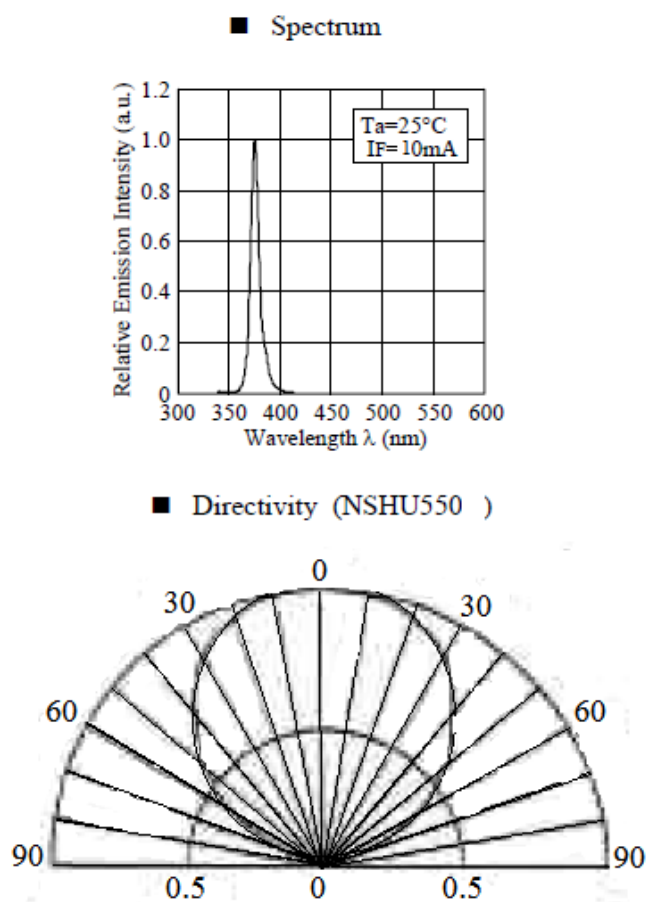 ■ Spectrum
Relative Emission Intensity (a.u.)
1.2
1.0
0.8
0.6
0.4
0.2
0
Ta=25°C
IF=10mA
300 350 400 450 500 550 600
Wavelength λ (nm)
■ Directivity (NSHU550 )
0
30 30
60 60
90 90
0.5 0 0.5